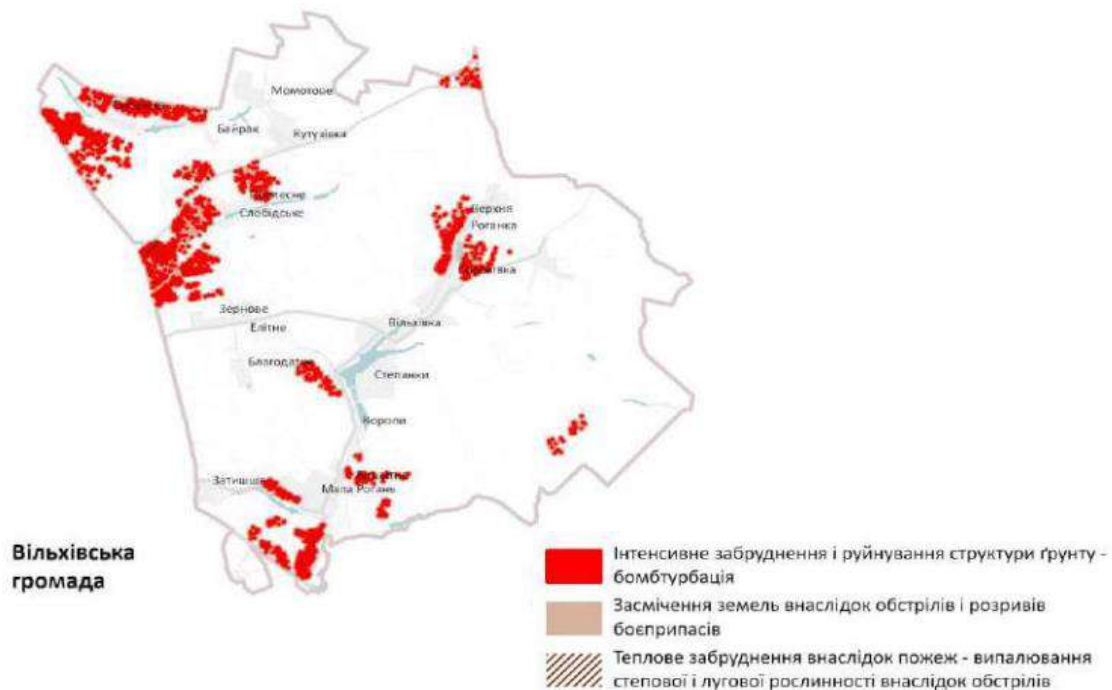 Момотове
Байрак
Кутузівка
Слобідське
Верхня
Роганка
Зернове
Елітне
Вільхівка
Благодатне
Степанки
Коропи
Затишшя
Мала Рогань
Вільхівська
громада
Інтенсивне забруднення і руйнування структури ґрунту -
бомбтурбація
Засмічення земель внаслідок обстрілів і розривів
боєприпасів
Теплове забруднення внаслідок пожеж - випалювання
степової і лугової рослинності внаслідок обстрілів